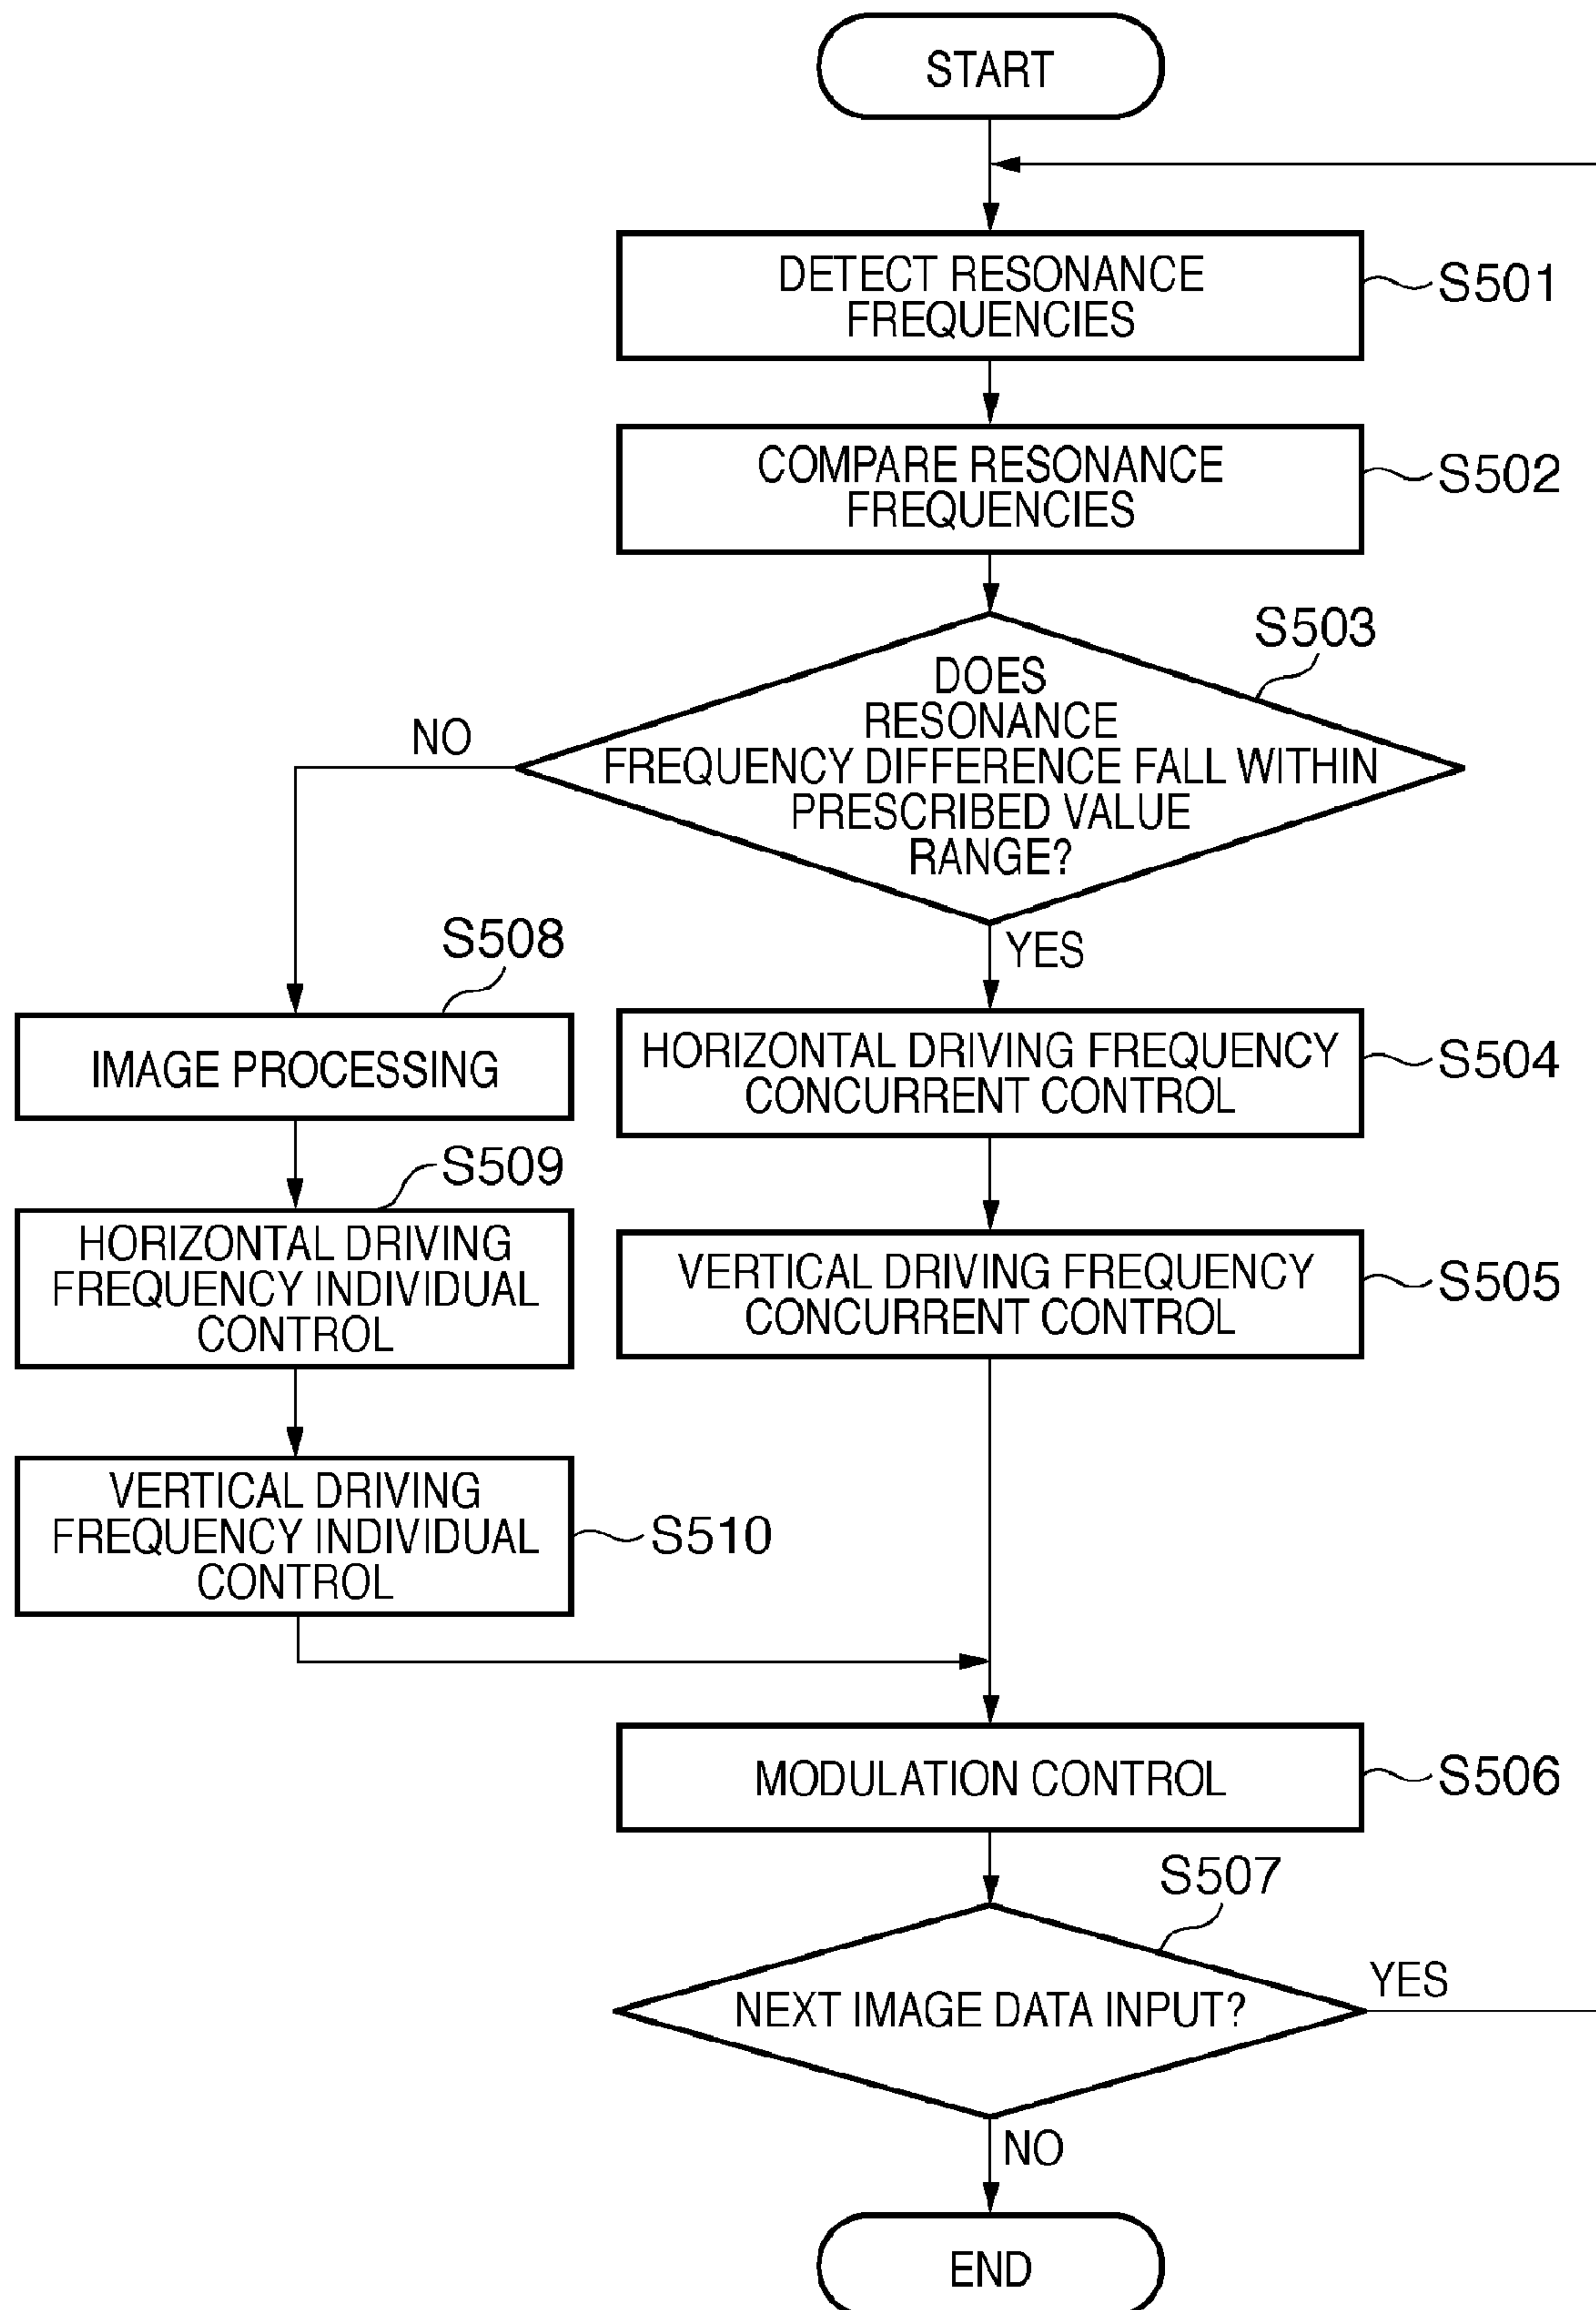 START
DETECT RESONANCE
FREQUENCIES
S501
COMPARE RESONANCE
FREQUENCIES
S502
S503
DOES
RESONANCE
FREQUENCY DIFFERENCE FALL WITHIN
PRESCRIBED VALUE
RANGE?
NO
YES
S508
IMAGE PROCESSING
HORIZONTAL DRIVING FREQUENCY
CONCURRENT CONTROL
S504
S509
HORIZONTAL DRIVING
FREQUENCY INDIVIDUAL
CONTROL
VERTICAL DRIVING FREQUENCY
CONCURRENT CONTROL
S505
VERTICAL DRIVING
FREQUENCY INDIVIDUAL
CONTROL
S510
MODULATION CONTROL
S506
S507
NEXT IMAGE DATA INPUT?
YES
NO
END